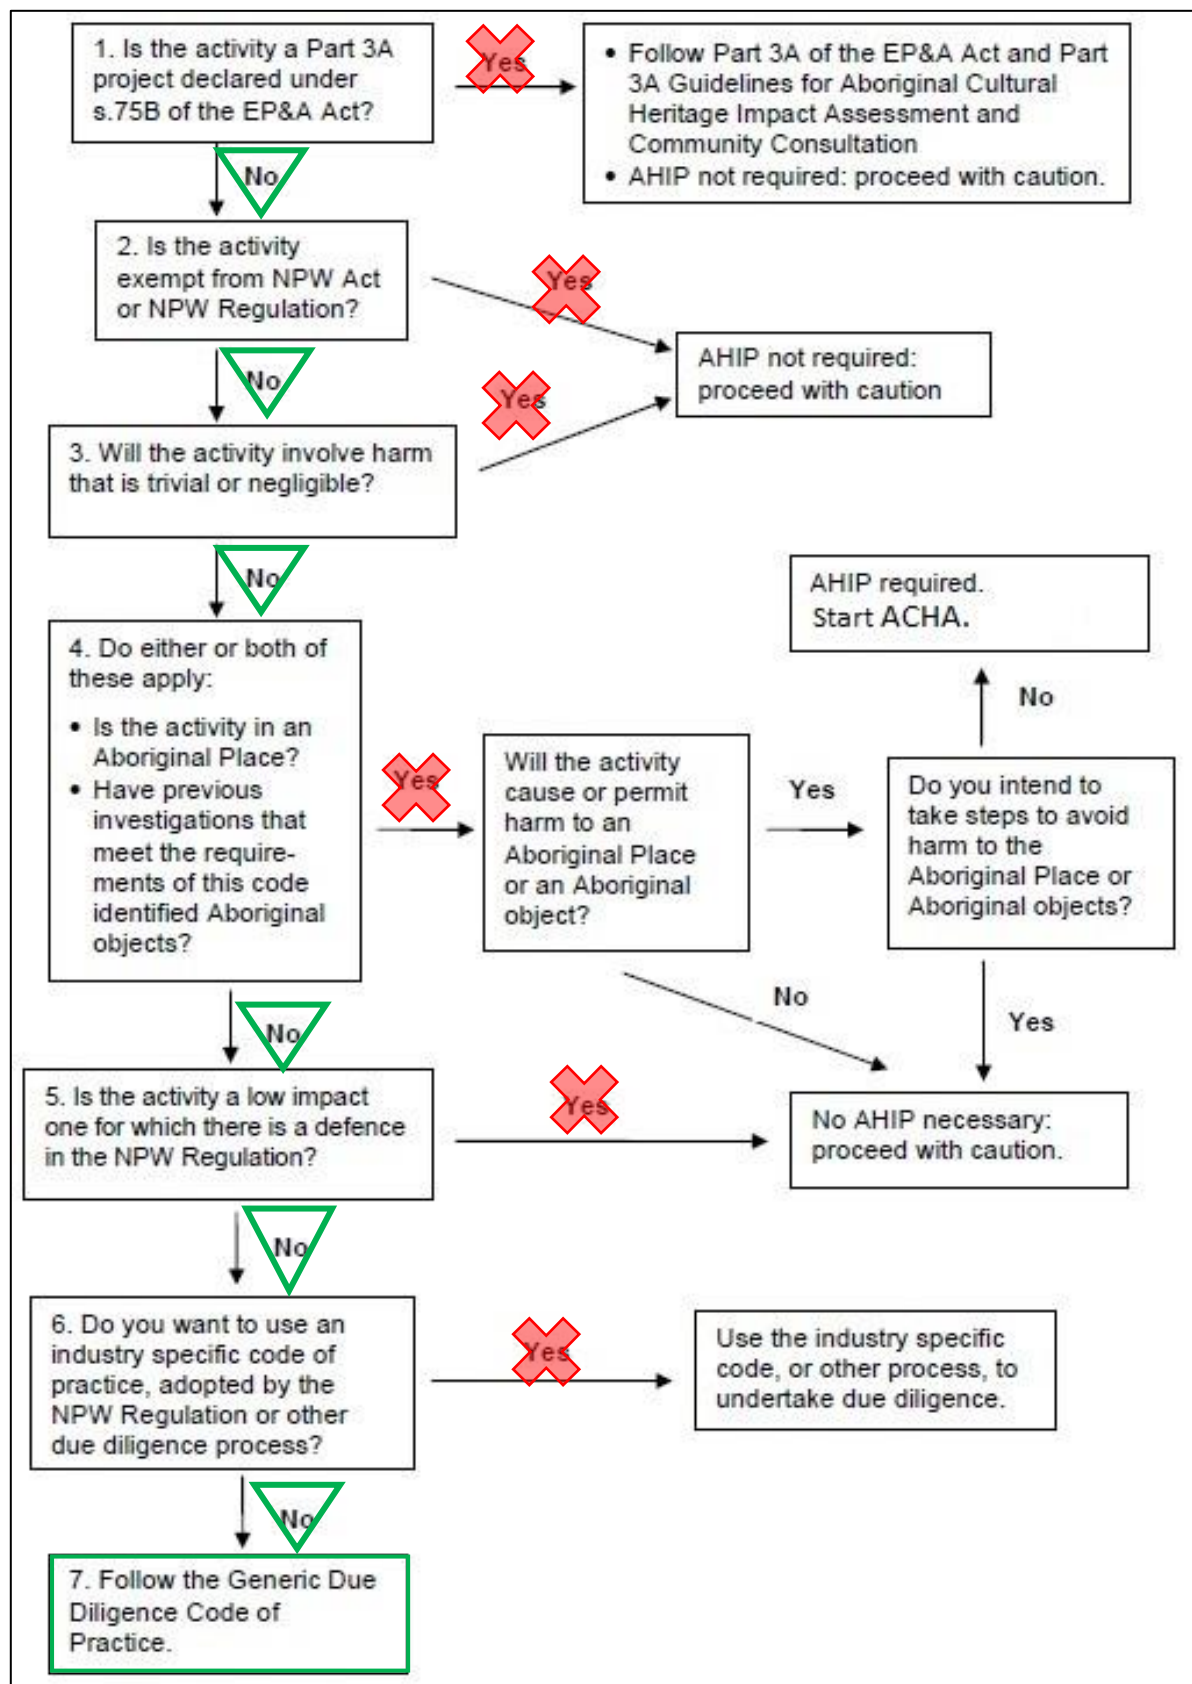 1. Is the activity a Part 3A
project declared under
s.75B of the EP&A Act?
Yes
• Follow Part 3A of the EP&A Act and Part
3A Guidelines for Aboriginal Cultural
Heritage Impact Assessment and
Community Consultation
• AHIP not required: proceed with caution.
No
2. Is the activity
exempt from NPW Act
or NPW Regulation?
Yes
AHIP not required:
proceed with caution
No
Yes
3. Will the activity involve harm
that is trivial or negligible?
No
AHIP required.
Start ACHA.
No
4. Do either or both of
these apply:
• Is the activity in an
Aboriginal Place?
• Have previous
investigations that
meet the require-
ments of this code
identified Aboriginal
objects?
Yes
Will the activity
cause or permit
harm to an
Aboriginal Place
or an Aboriginal
object?
Yes
Do you intend to
take steps to avoid
harm to the
Aboriginal Place or
Aboriginal objects?
No
Yes
No
5. Is the activity a low impact
one for which there is a defence
in the NPW Regulation?
Yes
No AHIP necessary:
proceed with caution.
No
6. Do you want to use an
industry specific code of
practice, adopted by the
NPW Regulation or other
due diligence process?
Yes
Use the industry specific
code, or other process, to
undertake due diligence.
No
7. Follow the Generic Due
Diligence Code of
Practice.